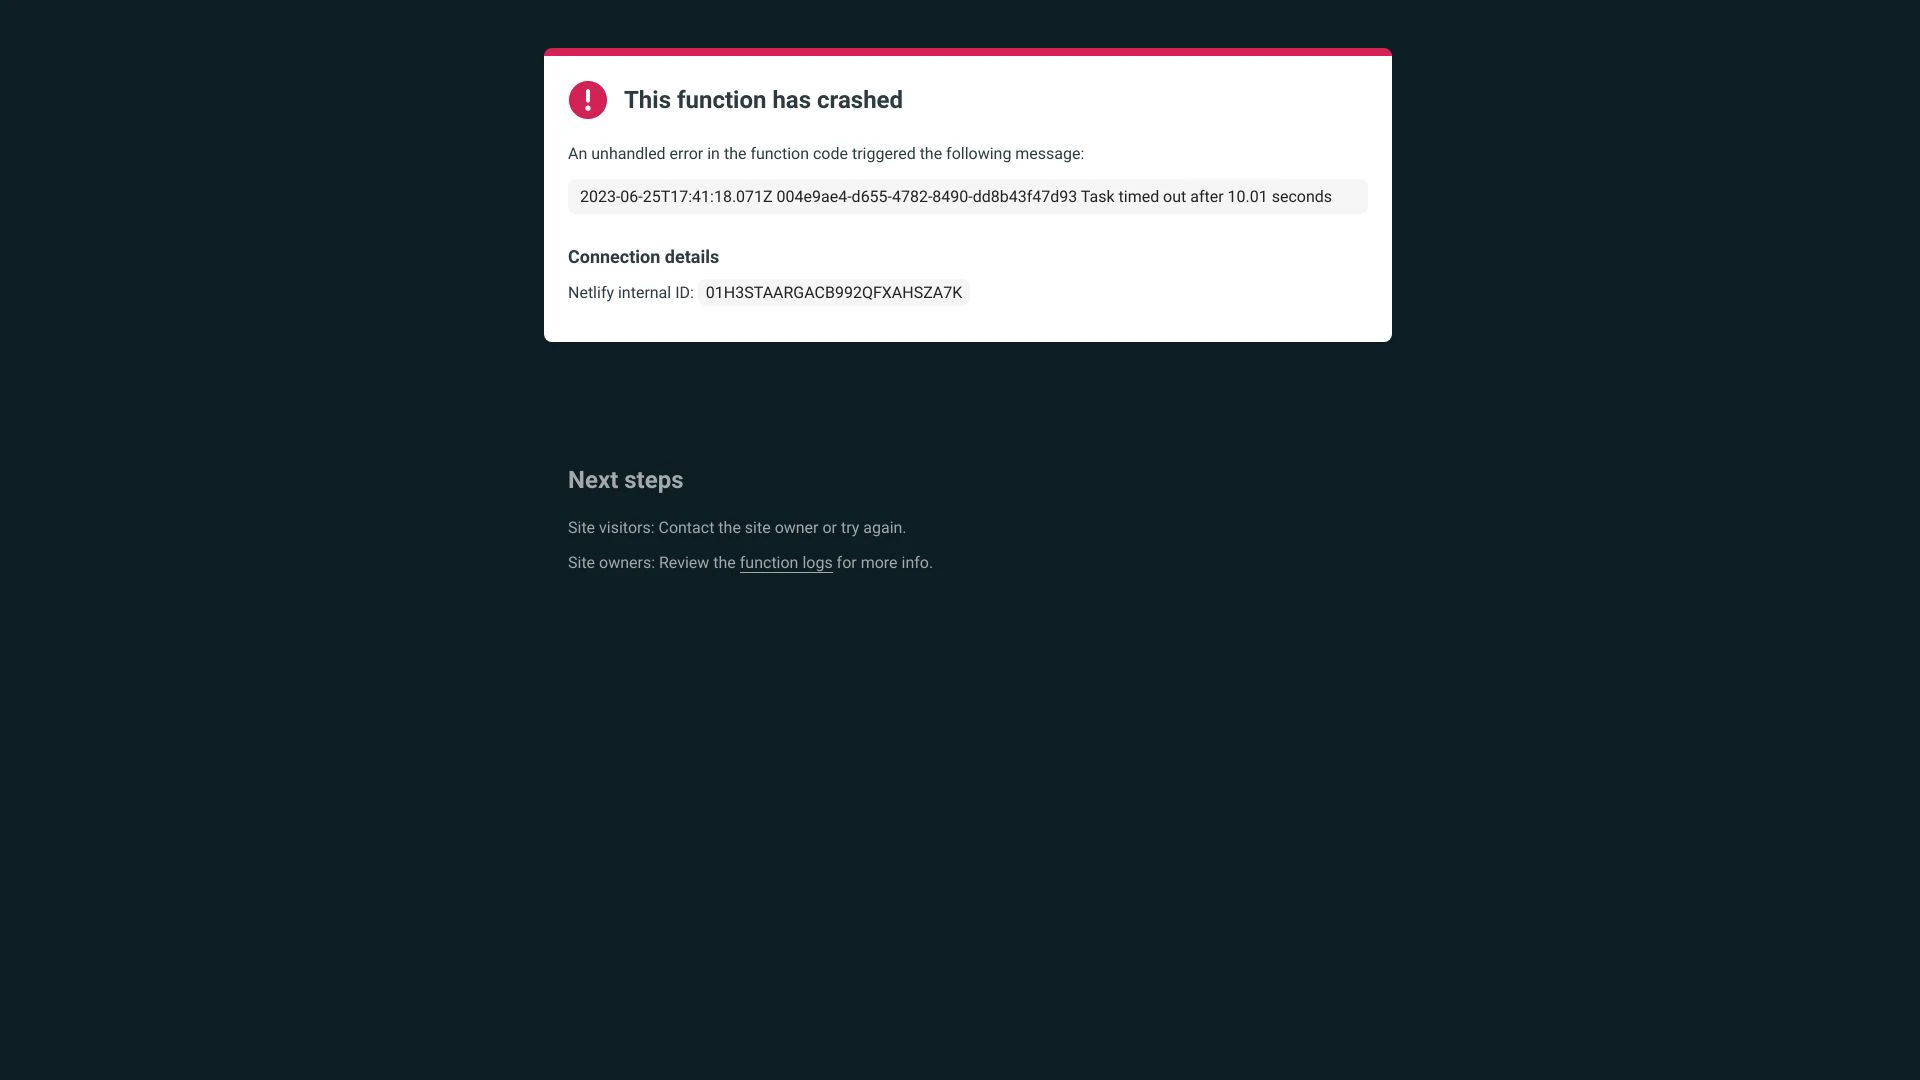 This function has crashed
An unhandled error in the function code triggered the following message:
2023-06-25T17:41:18.071Z 004e9ae4-d655-4782-8490-dd8b43f47d93 Task timed out after 10.01 seconds
Connection details
Netlify internal ID: 01H3STAARGACB992QFXAHSZA7K
Next steps
Site visitors: Contact the site owner or try again.
Site owners: Review the function logs for more info.